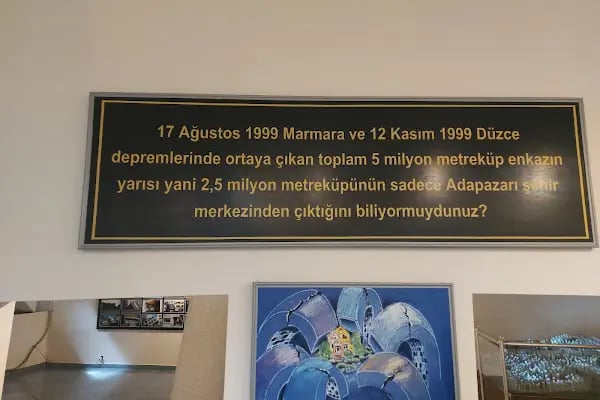 17 Ağustos 1999 Marmara ve 12 Kasım 1999 Düzce
depremlerinde ortaya çıkan toplam 5 milyon metreküp enkazın
yarısı yani 2,5 milyon metreküpünün sadece Adapazarı şehir
merkezinden çıktığını biliyormuydunuz?